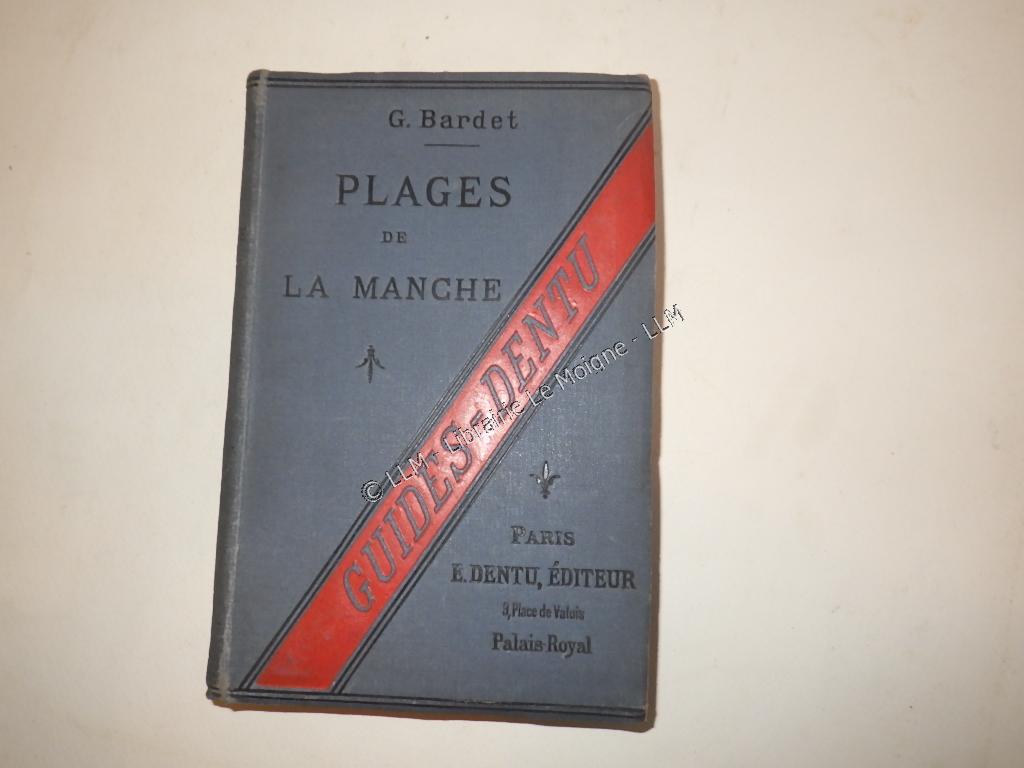 G. Bardet
PLAGES
DE
LA MANCHE
GUIDES-DENTU
© LLM - Librairie Le Moigne - LLM
PARIS
E. DENTU, ÉDITEUR
3, Place de Valois
Palais-Royal